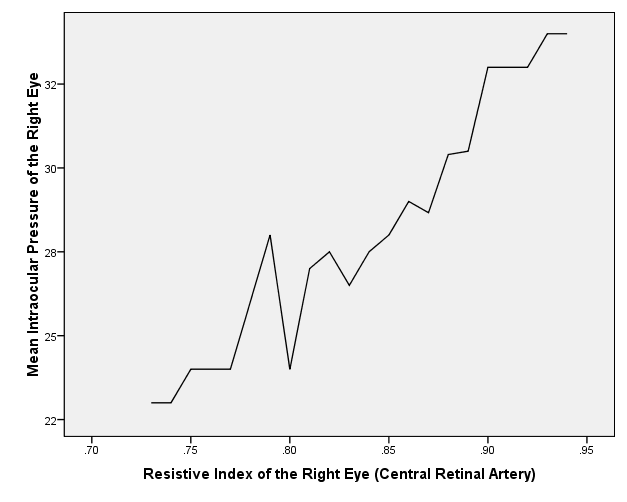 Mean Intraocular Pressure of the Right Eye
32
30
28
25
22
.70 .75 .80 .85 .90 .95
Resistive Index of the Right Eye (Central Retinal Artery)